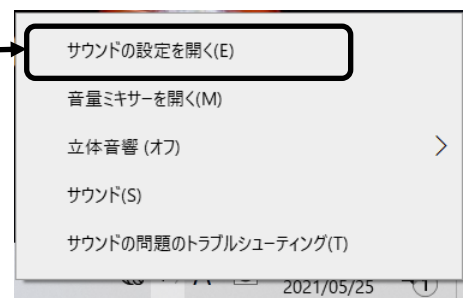 サウンドの設定を開く(E)
音量ミキサーを開く(M)
立体音響 (オフ)
サウンド(S)
サウンドの問題のトラブルシューティング(T)
2021/05/25
1